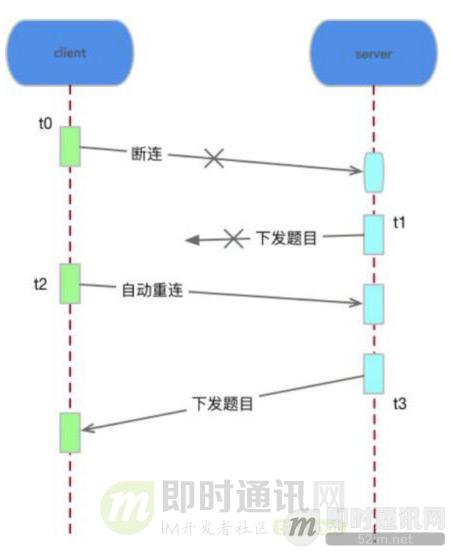 client
server
t0
断连
t1
下发题目
t2
自动重连
下发题目
t3
即时通讯网
IM开发者社区
即时通讯网
52im.net